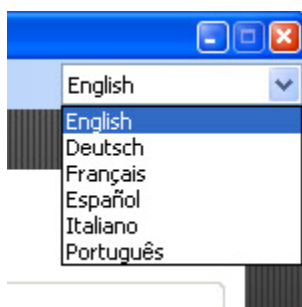 English
English
Deutsch
Français
Español
Italiano
Português